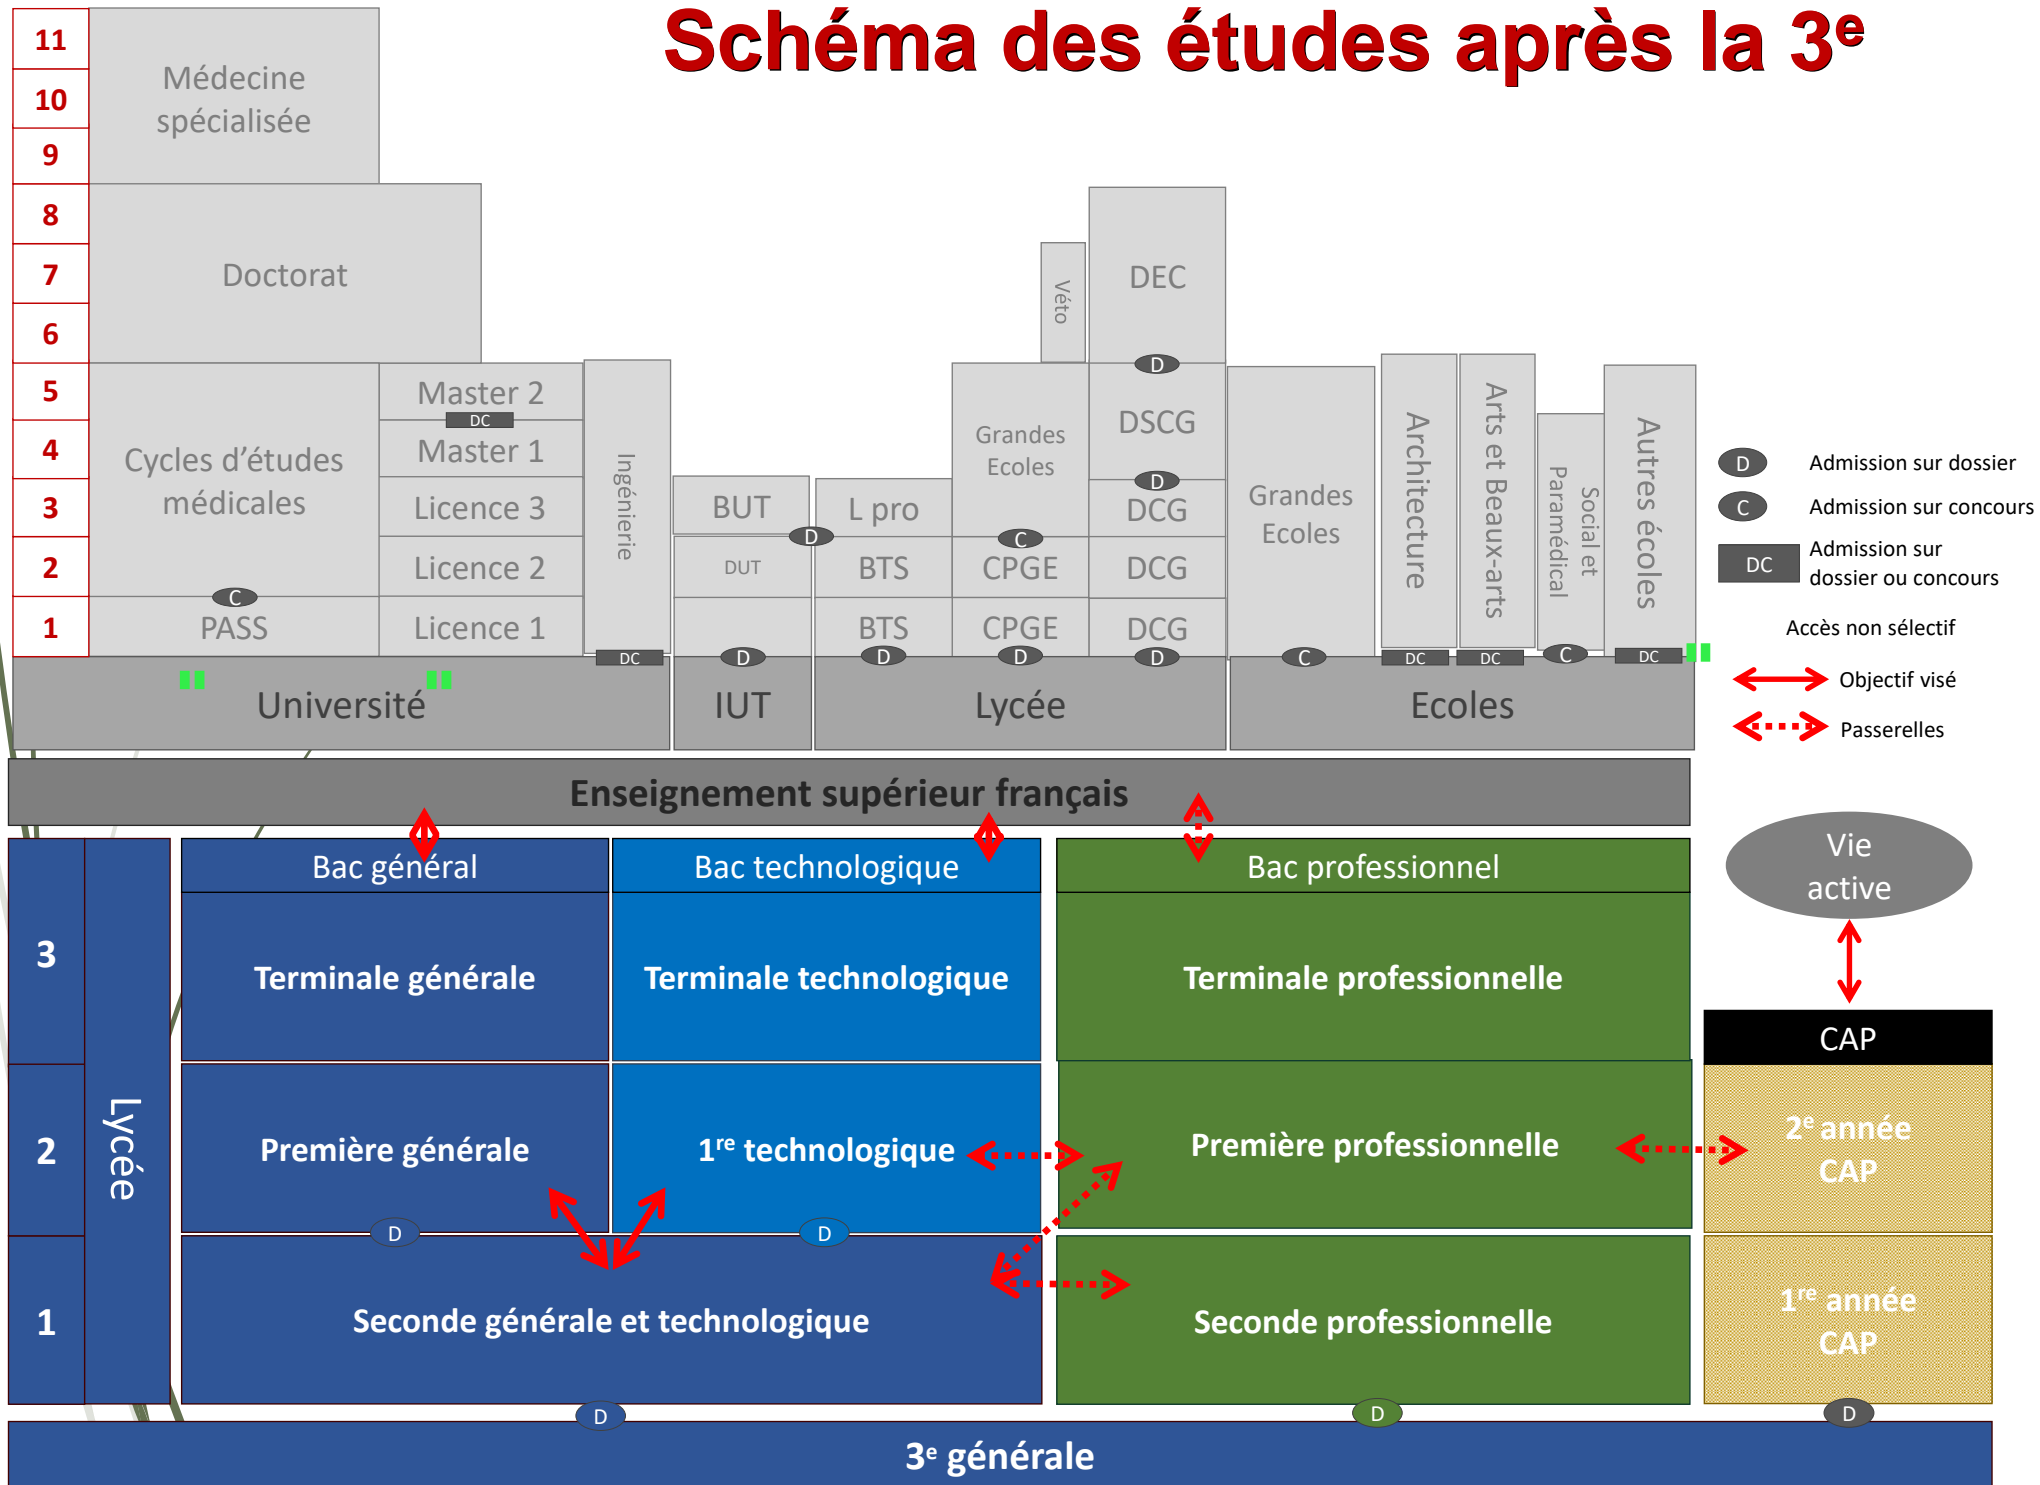 Schéma des études après la 3e
11
10
9
8
7
6
5
4
3
2
1
Médecine
spécialisée
Doctorat
Cycles d’études
médicales
C
PASS
Master 2
DC
Master 1
Licence 3
Licence 2
Licence 1
Ingénierie
DC
BUT
D
DUT
D
L pro
BTS
BTS
D
Véto
Grandes
Ecoles
C
CPGE
CPGE
D
DEC
D
DSCG
D
DCG
DCG
DCG
D
Grandes
Ecoles
C
Architecture
DC
Arts et Beaux-arts
DC
Social et
Paramédical
C
Autres écoles
DC
D Admission sur dossier
C Admission sur concours
DC Admission sur
dossier ou concours
Accès non sélectif
Objectif visé
Passerelles
Université
IUT
Lycée
Ecoles
Enseignement supérieur français
3
2
1
Lycée
Bac général
Bac technologique
Bac professionnel
Vie
active
Terminale générale
Terminale technologique
Terminale professionnelle
CAP
Première générale
1re technologique
Première professionnelle
2e année
CAP
D
D
Seconde générale et technologique
Seconde professionnelle
1re année
CAP
D
D
D
3e générale